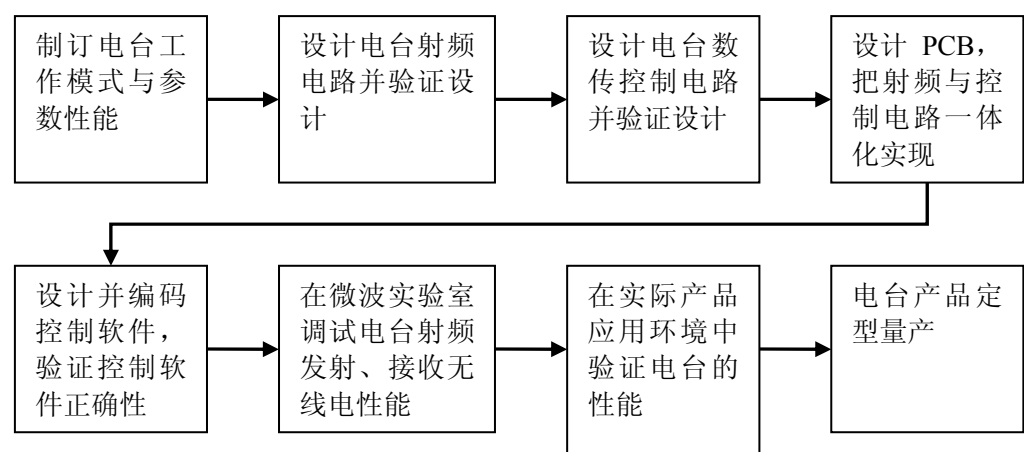 制订电台工
作模式与参
数性能
设计电台射频
电路并验证设
计
设计电台数
传控制电路
并验证设计
设计 PCB，
把射频与控
制电路一体
化实现
设计并编码
控制软件，
验证控制软
件正确性
在微波实验室
调试电台射频
发射、接收无
线电性能
在实际产品
应用环境中
验证电台的
性能
电台产品定
型量产